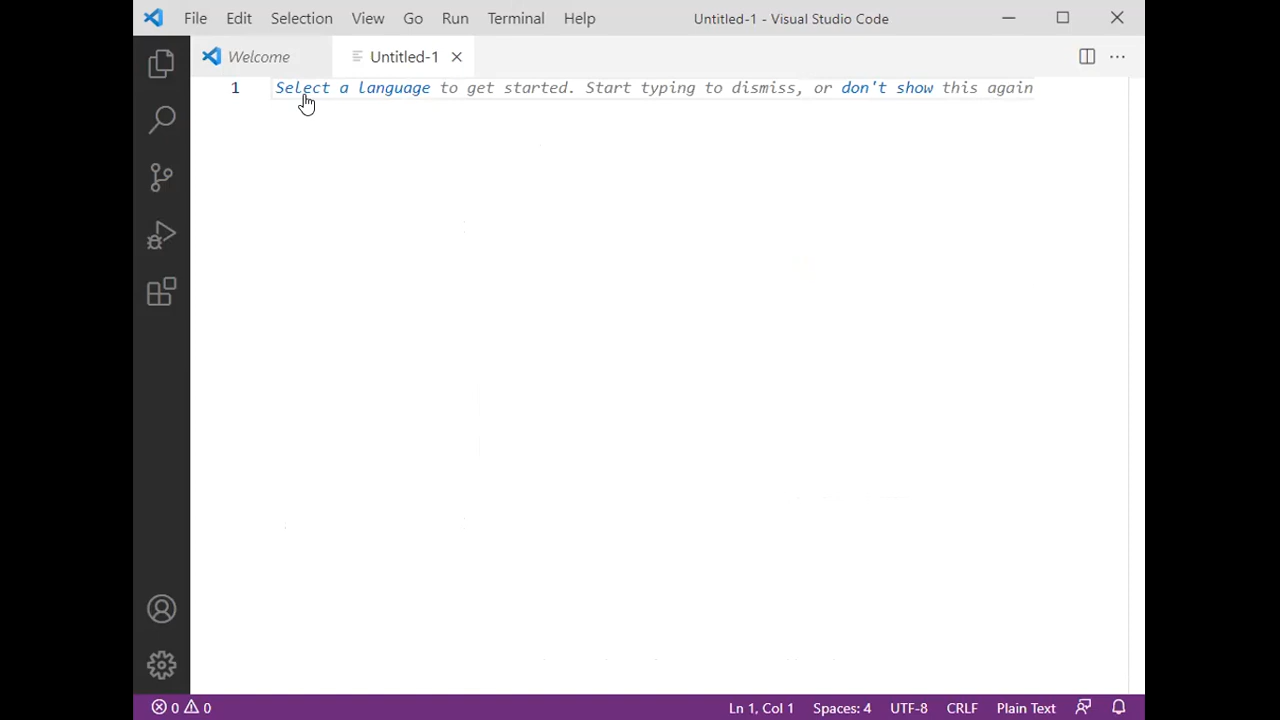 File Edit Selection View Go Run Terminal Help Untitled-1 - Visual Studio Code
Welcome Untitled-1
1 Select a language to get started. Start typing to dismiss, or don't show this again
0 0 Ln 1, Col 1 Spaces: 4 UTF-8 CRLF Plain Text